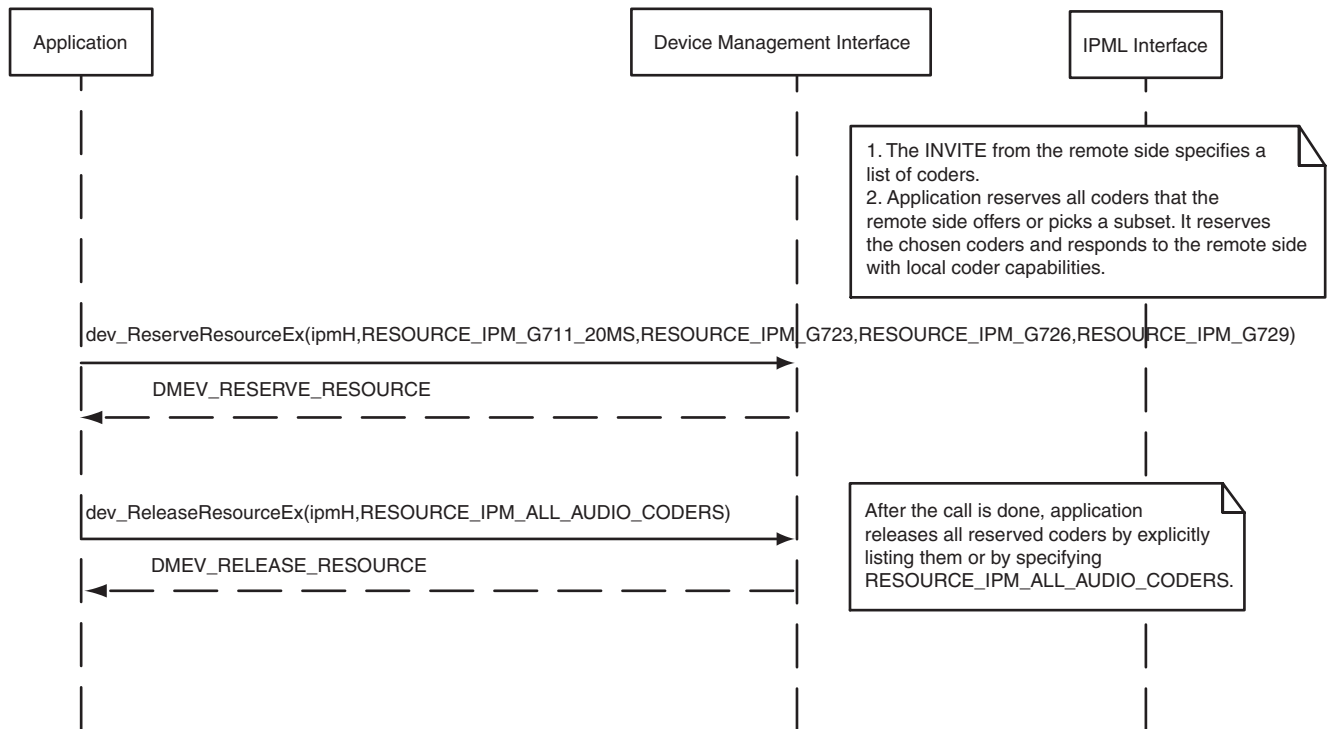 Application
Device Management Interface
IPML Interface
1. The INVITE from the remote side specifies a
list of coders.
2. Application reserves all coders that the
remote side offers or picks a subset. It reserves
the chosen coders and responds to the remote side
with local coder capabilities.
dev_ReserveResourceEx(ipmH,RESOURCE_IPM_G711_20MS,RESOURCE_IPM_G723,RESOURCE_IPM_G726,RESOURCE_IPM_G729)
DMEV_RESERVE_RESOURCE
dev_ReleaseResourceEx(ipmH,RESOURCE_IPM_ALL_AUDIO_CODERS)
DMEV_RELEASE_RESOURCE
After the call is done, application
releases all reserved coders by explicitly
listing them or by specifying
RESOURCE_IPM_ALL_AUDIO_CODERS.